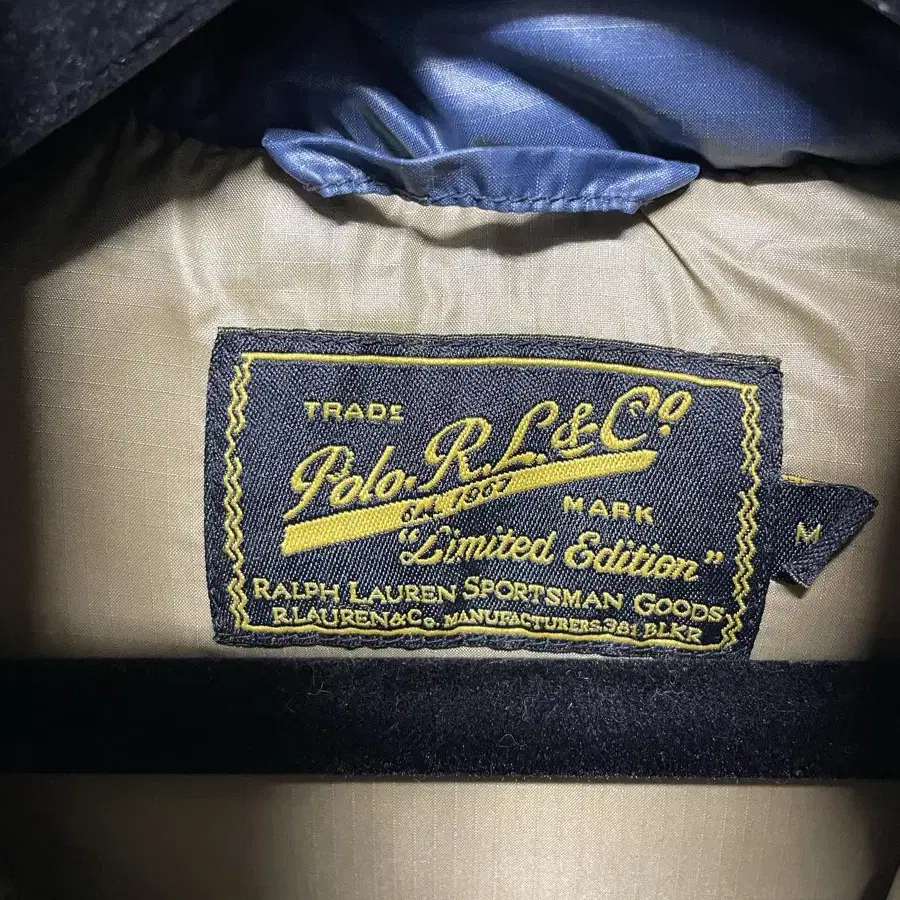 TRADE
Polo. R.L. & Co.
Est. 1967
MARK
"Limited Edition"
RALPH LAUREN SPORTSMAN GOODS.
R.LAUREN&Co. MANUFACTURERS-381 BLKR
M